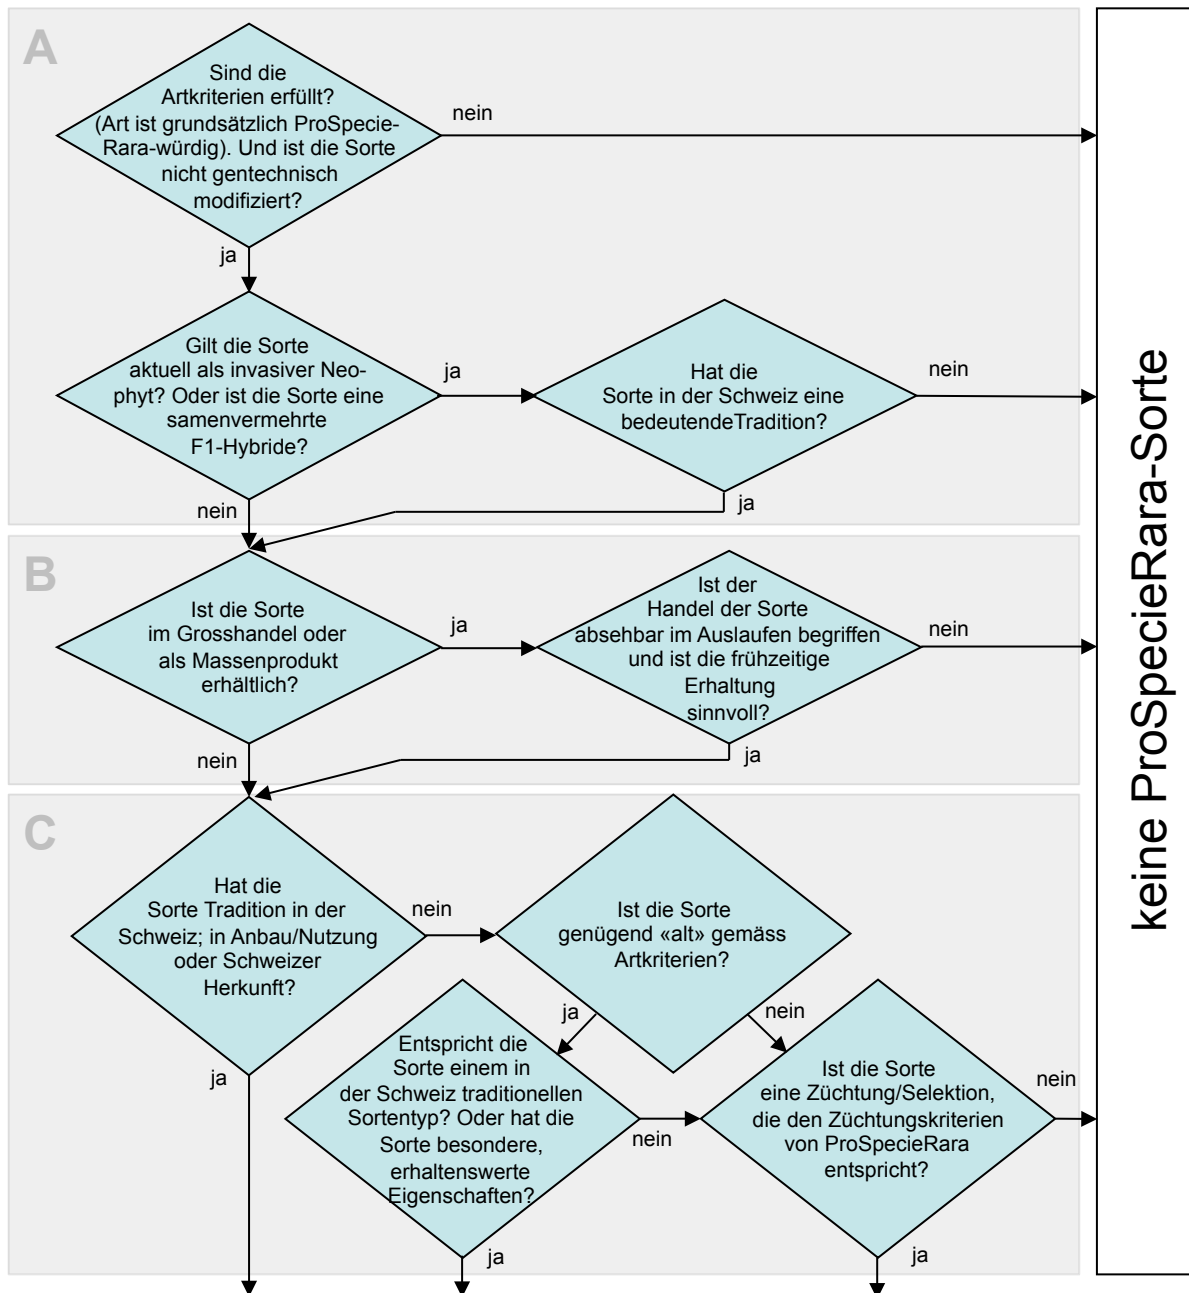 A
Sind die
Artkriterien erfüllt?
(Art ist grundsätzlich ProSpecie-
Rara-würdig). Und ist die Sorte
nicht gentechnisch
modifiziert?
nein
ja
Gilt die Sorte
aktuell als invasiver Neo-
phyt? Oder ist die Sorte eine
samenvermehrte
F1-Hybride?
ja
Hat die
Sorte in der Schweiz eine
bedeutendeTradition?
nein
nein
ja
B
Ist die Sorte
im Grosshandel oder
als Massenprodukt
erhältlich?
ja
Ist der
Handel der Sorte
absehbar im Auslaufen begriffen
und ist die frühzeitige
Erhaltung
sinnvoll?
nein
nein
ja
C
Hat die
Sorte Tradition in der
Schweiz; in Anbau/Nutzung
oder Schweizer
Herkunft?
nein
Ist die Sorte
genügend «alt» gemäss
Artkriterien?
ja
nein
ja
Entspricht die
Sorte einem in
der Schweiz traditionellen
Sortentyp? Oder hat die
Sorte besondere,
erhaltenswerte
Eigenschaften?
nein
Ist die Sorte
eine Züchtung/Selektion,
die den Züchtungskriterien
von ProSpecieRara
entspricht?
nein
ja
ja
keine ProSpecieRara-Sorte